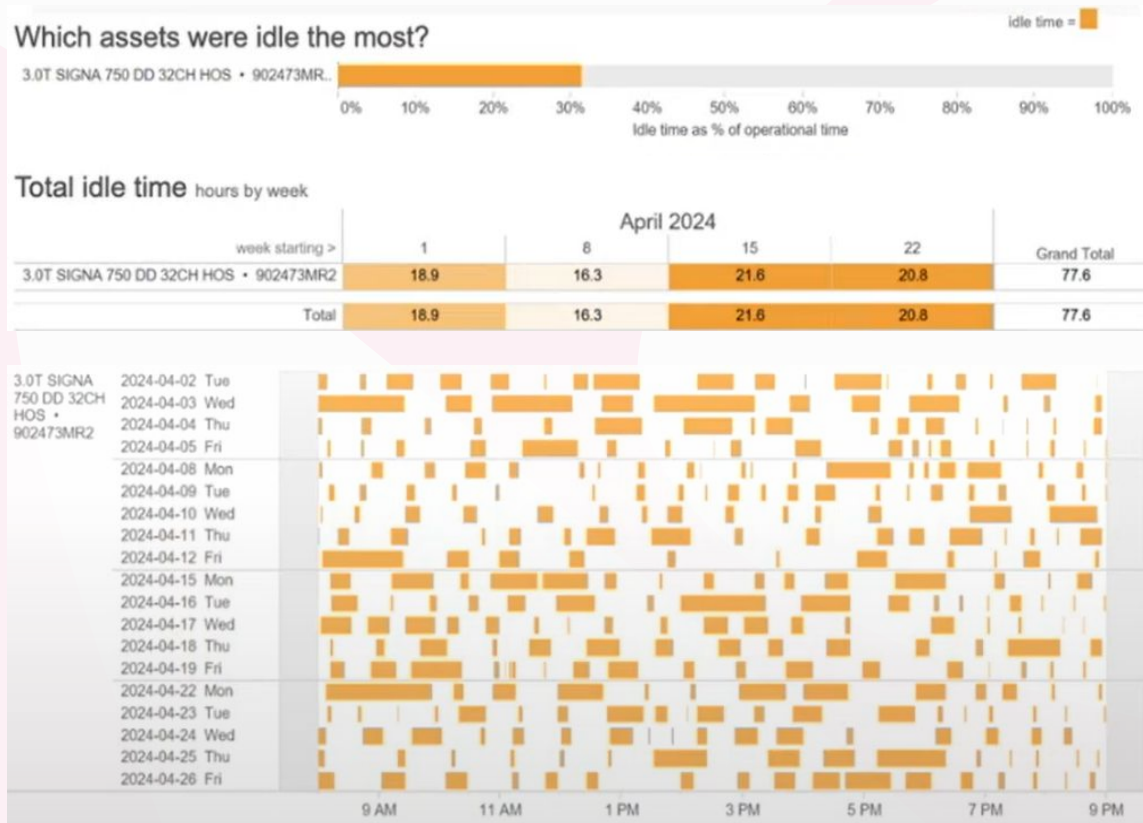 idle time =
Which assets were idle the most?
3.0T SIGNA 750 DD 32CH HOS • 902473MR..
0% 10% 20% 30% 40% 50% 60% 70% 80% 90% 100%
Idle time as % of operational time
Total idle time hours by week
April 2024
week starting > 1 8 15 22 Grand Total
3.0T SIGNA 750 DD 32CH HOS • 902473MR2 18.9 16.3 21.6 20.8 77.6
Total 18.9 16.3 21.6 20.8 77.6
3.0T SIGNA
750 DD 32CH
HOS •
902473MR2
2024-04-02 Tue
2024-04-03 Wed
2024-04-04 Thu
2024-04-05 Fri
2024-04-08 Mon
2024-04-09 Tue
2024-04-10 Wed
2024-04-11 Thu
2024-04-12 Fri
2024-04-15 Mon
2024-04-16 Tue
2024-04-17 Wed
2024-04-18 Thu
2024-04-19 Fri
2024-04-22 Mon
2024-04-23 Tue
2024-04-24 Wed
2024-04-25 Thu
2024-04-26 Fri
9 AM 11 AM 1 PM 3 PM 5 PM 7 PM 9 PM